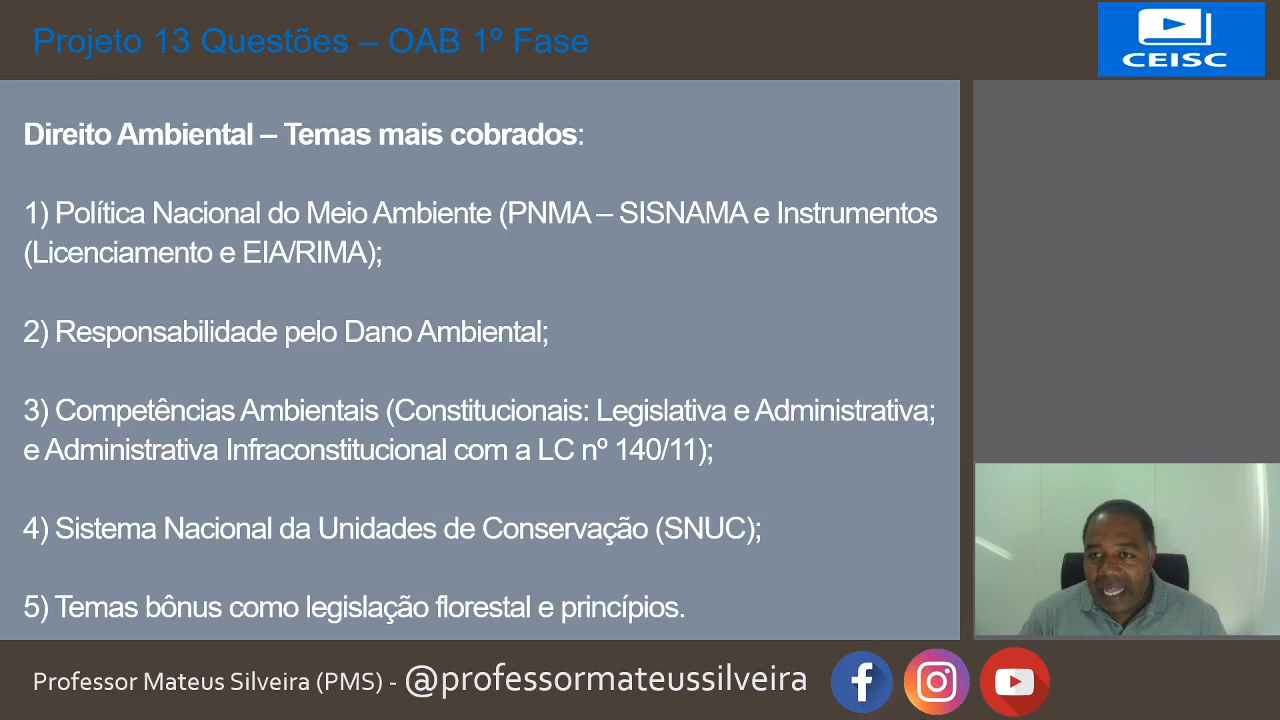 Projeto 13 Questões – OAB 1º Fase
CEISC
Direito Ambiental – Temas mais cobrados:
1) Política Nacional do Meio Ambiente (PNMA – SISNAMA e Instrumentos
(Licenciamento e EIA/RIMA);
2) Responsabilidade pelo Dano Ambiental;
3) Competências Ambientais (Constitucionais: Legislativa e Administrativa;
e Administrativa Infraconstitucional com a LC nº 140/11);
4) Sistema Nacional da Unidades de Conservação (SNUC);
5) Temas bônus como legislação florestal e princípios.
Professor Mateus Silveira (PMS) - @professormateussilveira